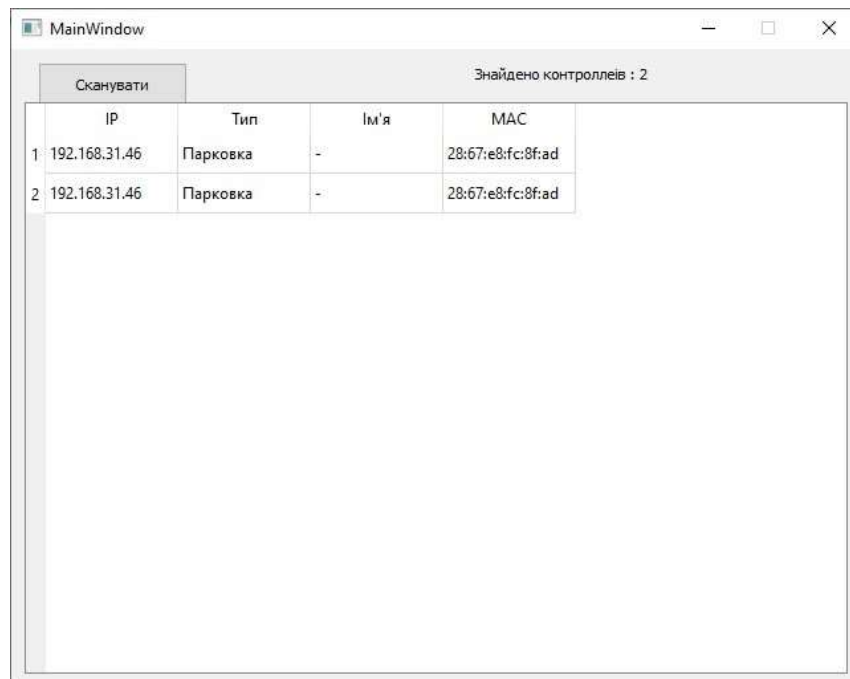 MainWindow
Сканувати
Знайдено контроллеів : 2
IP Тип Ім'я MAC
1 192.168.31.46 Парковка - 28:67:e8:fc:8f:ad
2 192.168.31.46 Парковка - 28:67:e8:fc:8f:ad